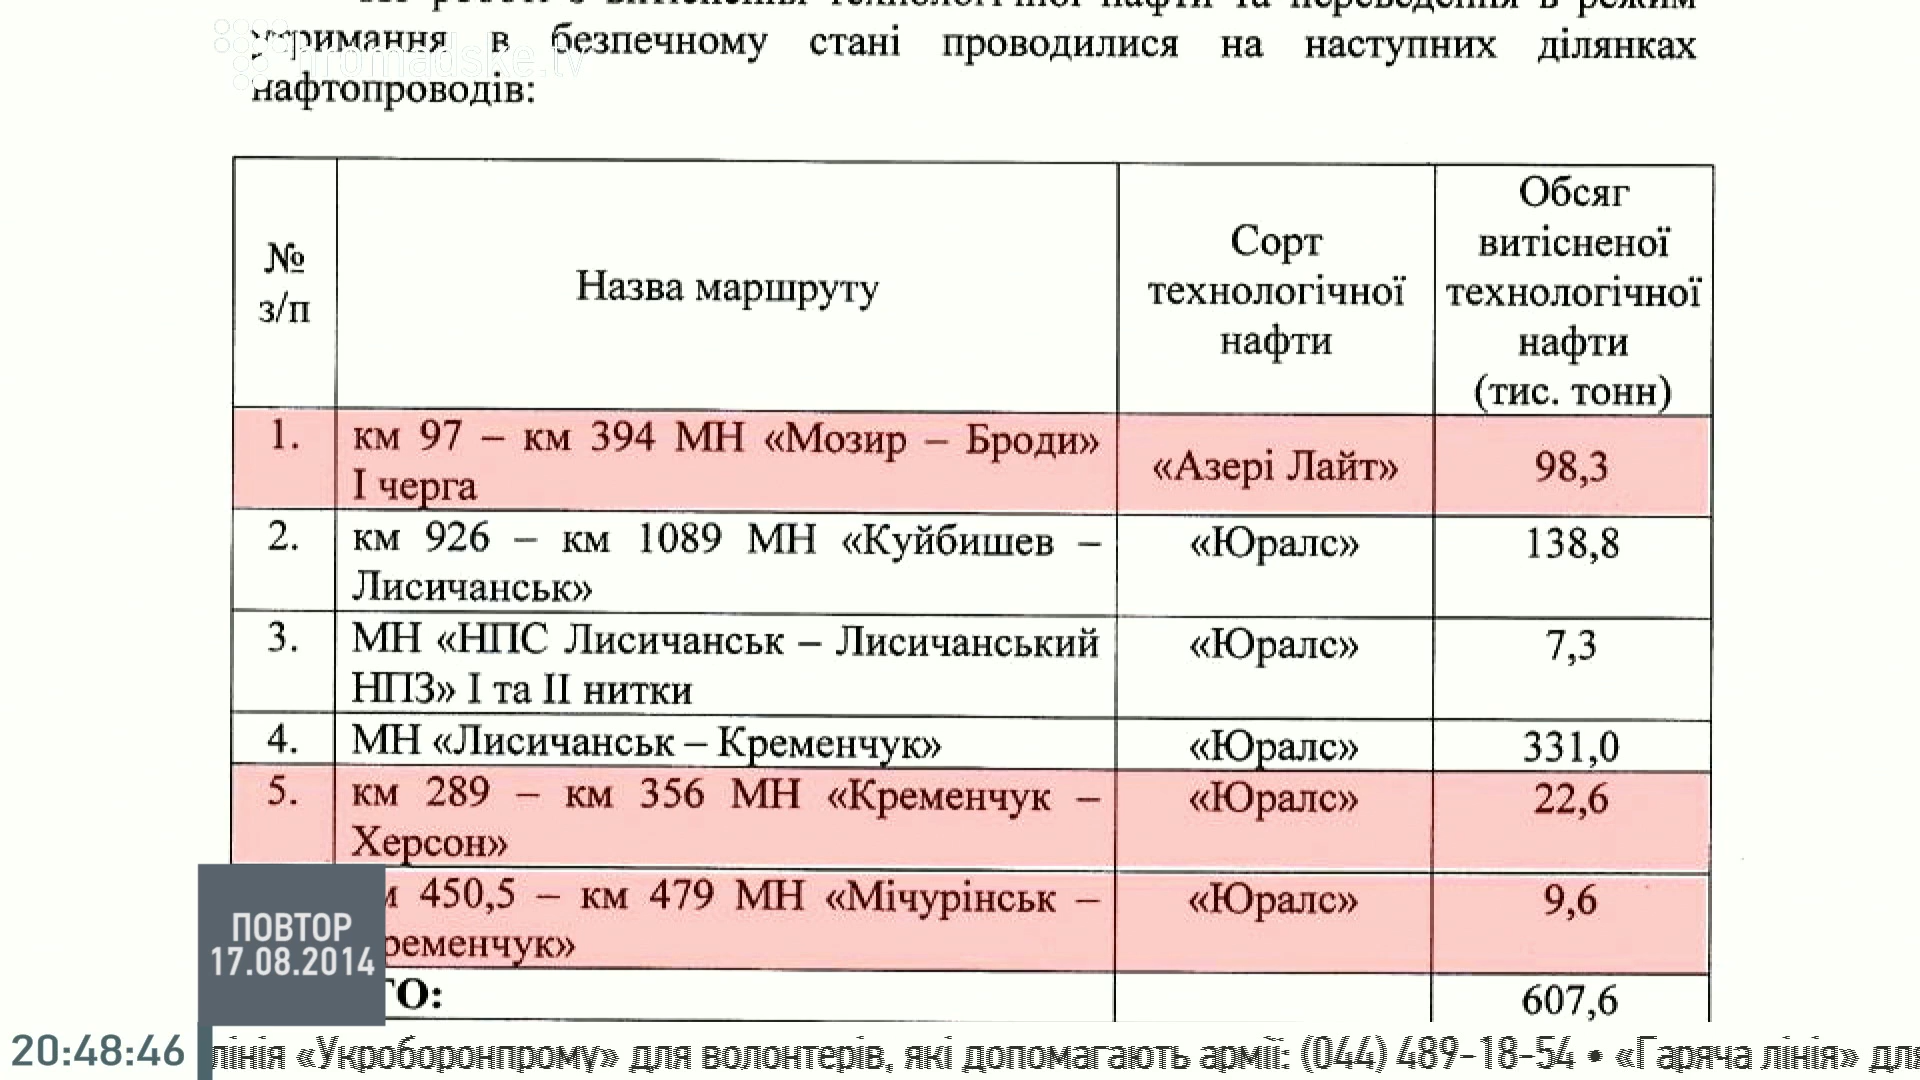 утримання в безпечному стані проводилися на наступних ділянках
нафтопроводів:
hromadske.tv
№
з/п
Назва маршруту
Сорт
технологічної
нафти
Обсяг
витісненої
технологічної
нафти
(тис. тонн)
1.
км 97 – км 394 МН «Мозир – Броди»
І черга
«Азері Лайт»
98,3
2.
км 926 – км 1089 МН «Куйбишев –
Лисичанськ»
«Юралс»
138,8
3.
МН «НПС Лисичанськ – Лисичанський
НПЗ» І та ІІ нитки
«Юралс»
7,3
4.
МН «Лисичанськ – Кременчук»
«Юралс»
331,0
5.
км 289 – км 356 МН «Кременчук –
Херсон»
«Юралс»
22,6
450,5 – км 479 МН «Мічурінськ –
ременчук»
«Юралс»
9,6
ГО:
607,6
ПОВТОР
17.08.2014
20:48:46
лінія «Укроборонпрому» для волонтерів, які допомагають армії: (044) 489-18-54 • «Гаряча лінія» для